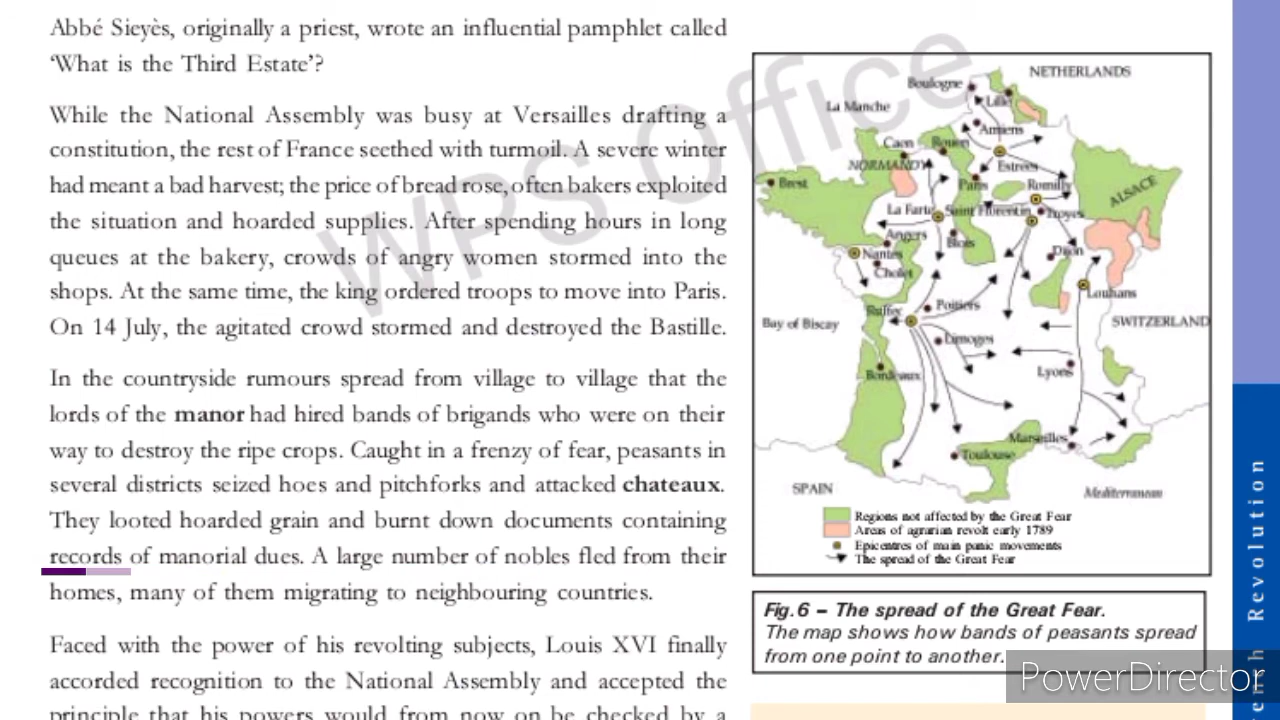 Abbé Sieyès, originally a priest, wrote an influential pamphlet called
‘What is the Third Estate’?
While the National Assembly was busy at Versailles drafting a
constitution, the rest of France seethed with turmoil. A severe winter
had meant a bad harvest; the price of bread rose, often bakers exploited
the situation and hoarded supplies. After spending hours in long
queues at the bakery, crowds of angry women stormed into the
shops. At the same time, the king ordered troops to move into Paris.
On 14 July, the agitated crowd stormed and destroyed the Bastille.
In the countryside rumours spread from village to village that the
lords of the manor had hired bands of brigands who were on their
way to destroy the ripe crops. Caught in a frenzy of fear, peasants in
several districts seized hoes and pitchforks and attacked chateaux.
They looted hoarded grain and burnt down documents containing
records of manorial dues. A large number of nobles fled from their
homes, many of them migrating to neighbouring countries.
Faced with the power of his revolting subjects, Louis XVI finally
accorded recognition to the National Assembly and accepted the
principle that his powers would from now on be checked by a
WPS Office
NETHERLANDS
Boulogne
Lille
La Manche
Amiens
Caen
Rouen
NORMANDY
Estrées
Brest
Paris
Romilly
ALSACE
La Farte
Saint Florentin
Troyes
Angers
Blois
Nantes
Dijon
Cholet
Louhans
Ruffec
Poitiers
Bay of Biscay
SWITZERLAND
Limoges
Bordeaux
Lyons
Marseilles
Toulouse
SPAIN
Mediterranean
Regions not affected by the Great Fear
Areas of agrarian revolt early 1789
Epicentres of main panic movements
The spread of the Great Fear
Fig.6 – The spread of the Great Fear.
The map shows how bands of peasants spread
from one point to another.
Revolution
PowerDirector